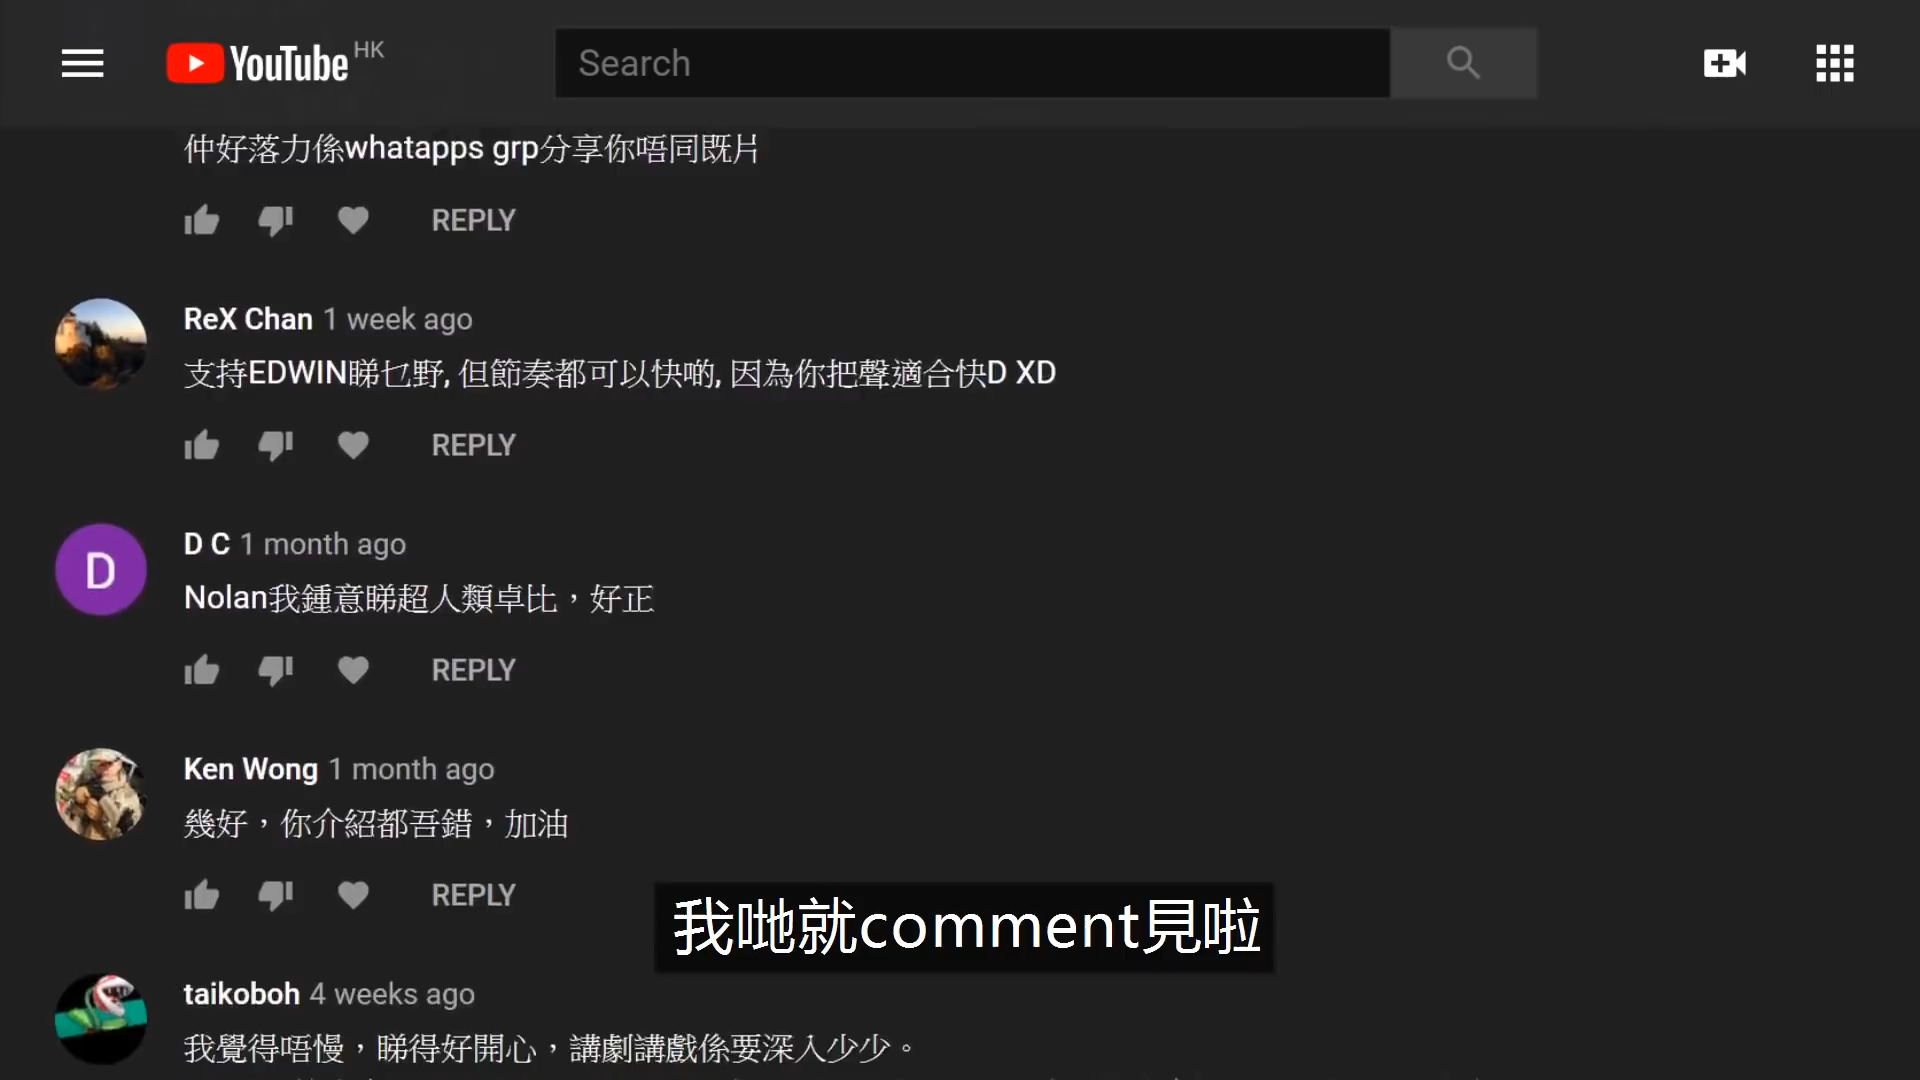 YouTube HK
Search
仲好落力係whatapps grp分享你唔同既片
REPLY
ReX Chan 1 week ago
支持EDWIN睇乜野, 但節奏都可以快啲, 因為你把聲適合快D XD
REPLY
D
D C 1 month ago
Nolan我鍾意睇超人類卓比，好正
REPLY
Ken Wong 1 month ago
幾好，你介紹都吾錯，加油
REPLY
我哋就comment見啦
taikoboh 4 weeks ago
我覺得唔慢，睇得好開心，講劇講戲係要深入少少。